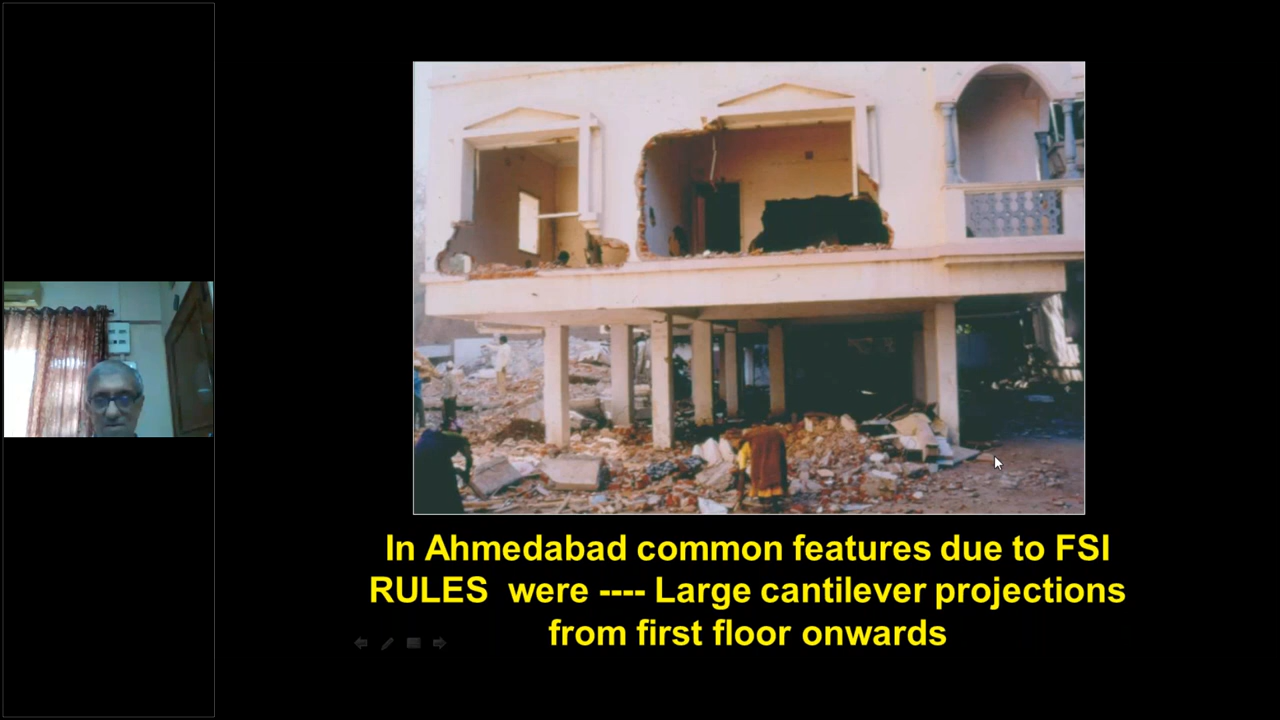 In Ahmedabad common features due to FSI
RULES were ---- Large cantilever projections
from first floor onwards